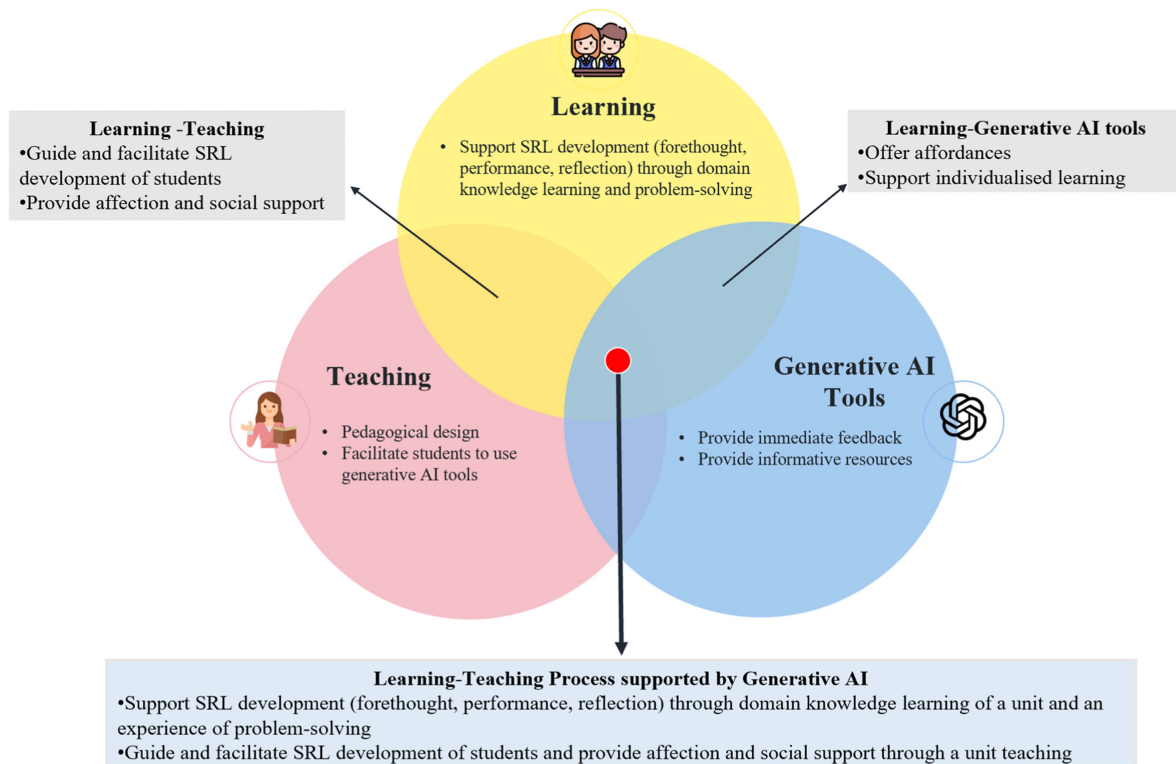 Learning
• Support SRL development (forethought,
performance, reflection) through domain
knowledge learning and problem-solving
Learning -Teaching
•Guide and facilitate SRL
development of students
•Provide affection and social support
Learning-Generative AI tools
•Offer affordances
•Support individualised learning
Teaching
• Pedagogical design
• Facilitate students to use
generative AI tools
Generative AI
Tools
• Provide immediate feedback
• Provide informative resources
Learning-Teaching Process supported by Generative AI
•Support SRL development (forethought, performance, reflection) through domain knowledge learning of a unit and an
experience of problem-solving
•Guide and facilitate SRL development of students and provide affection and social support through a unit teaching